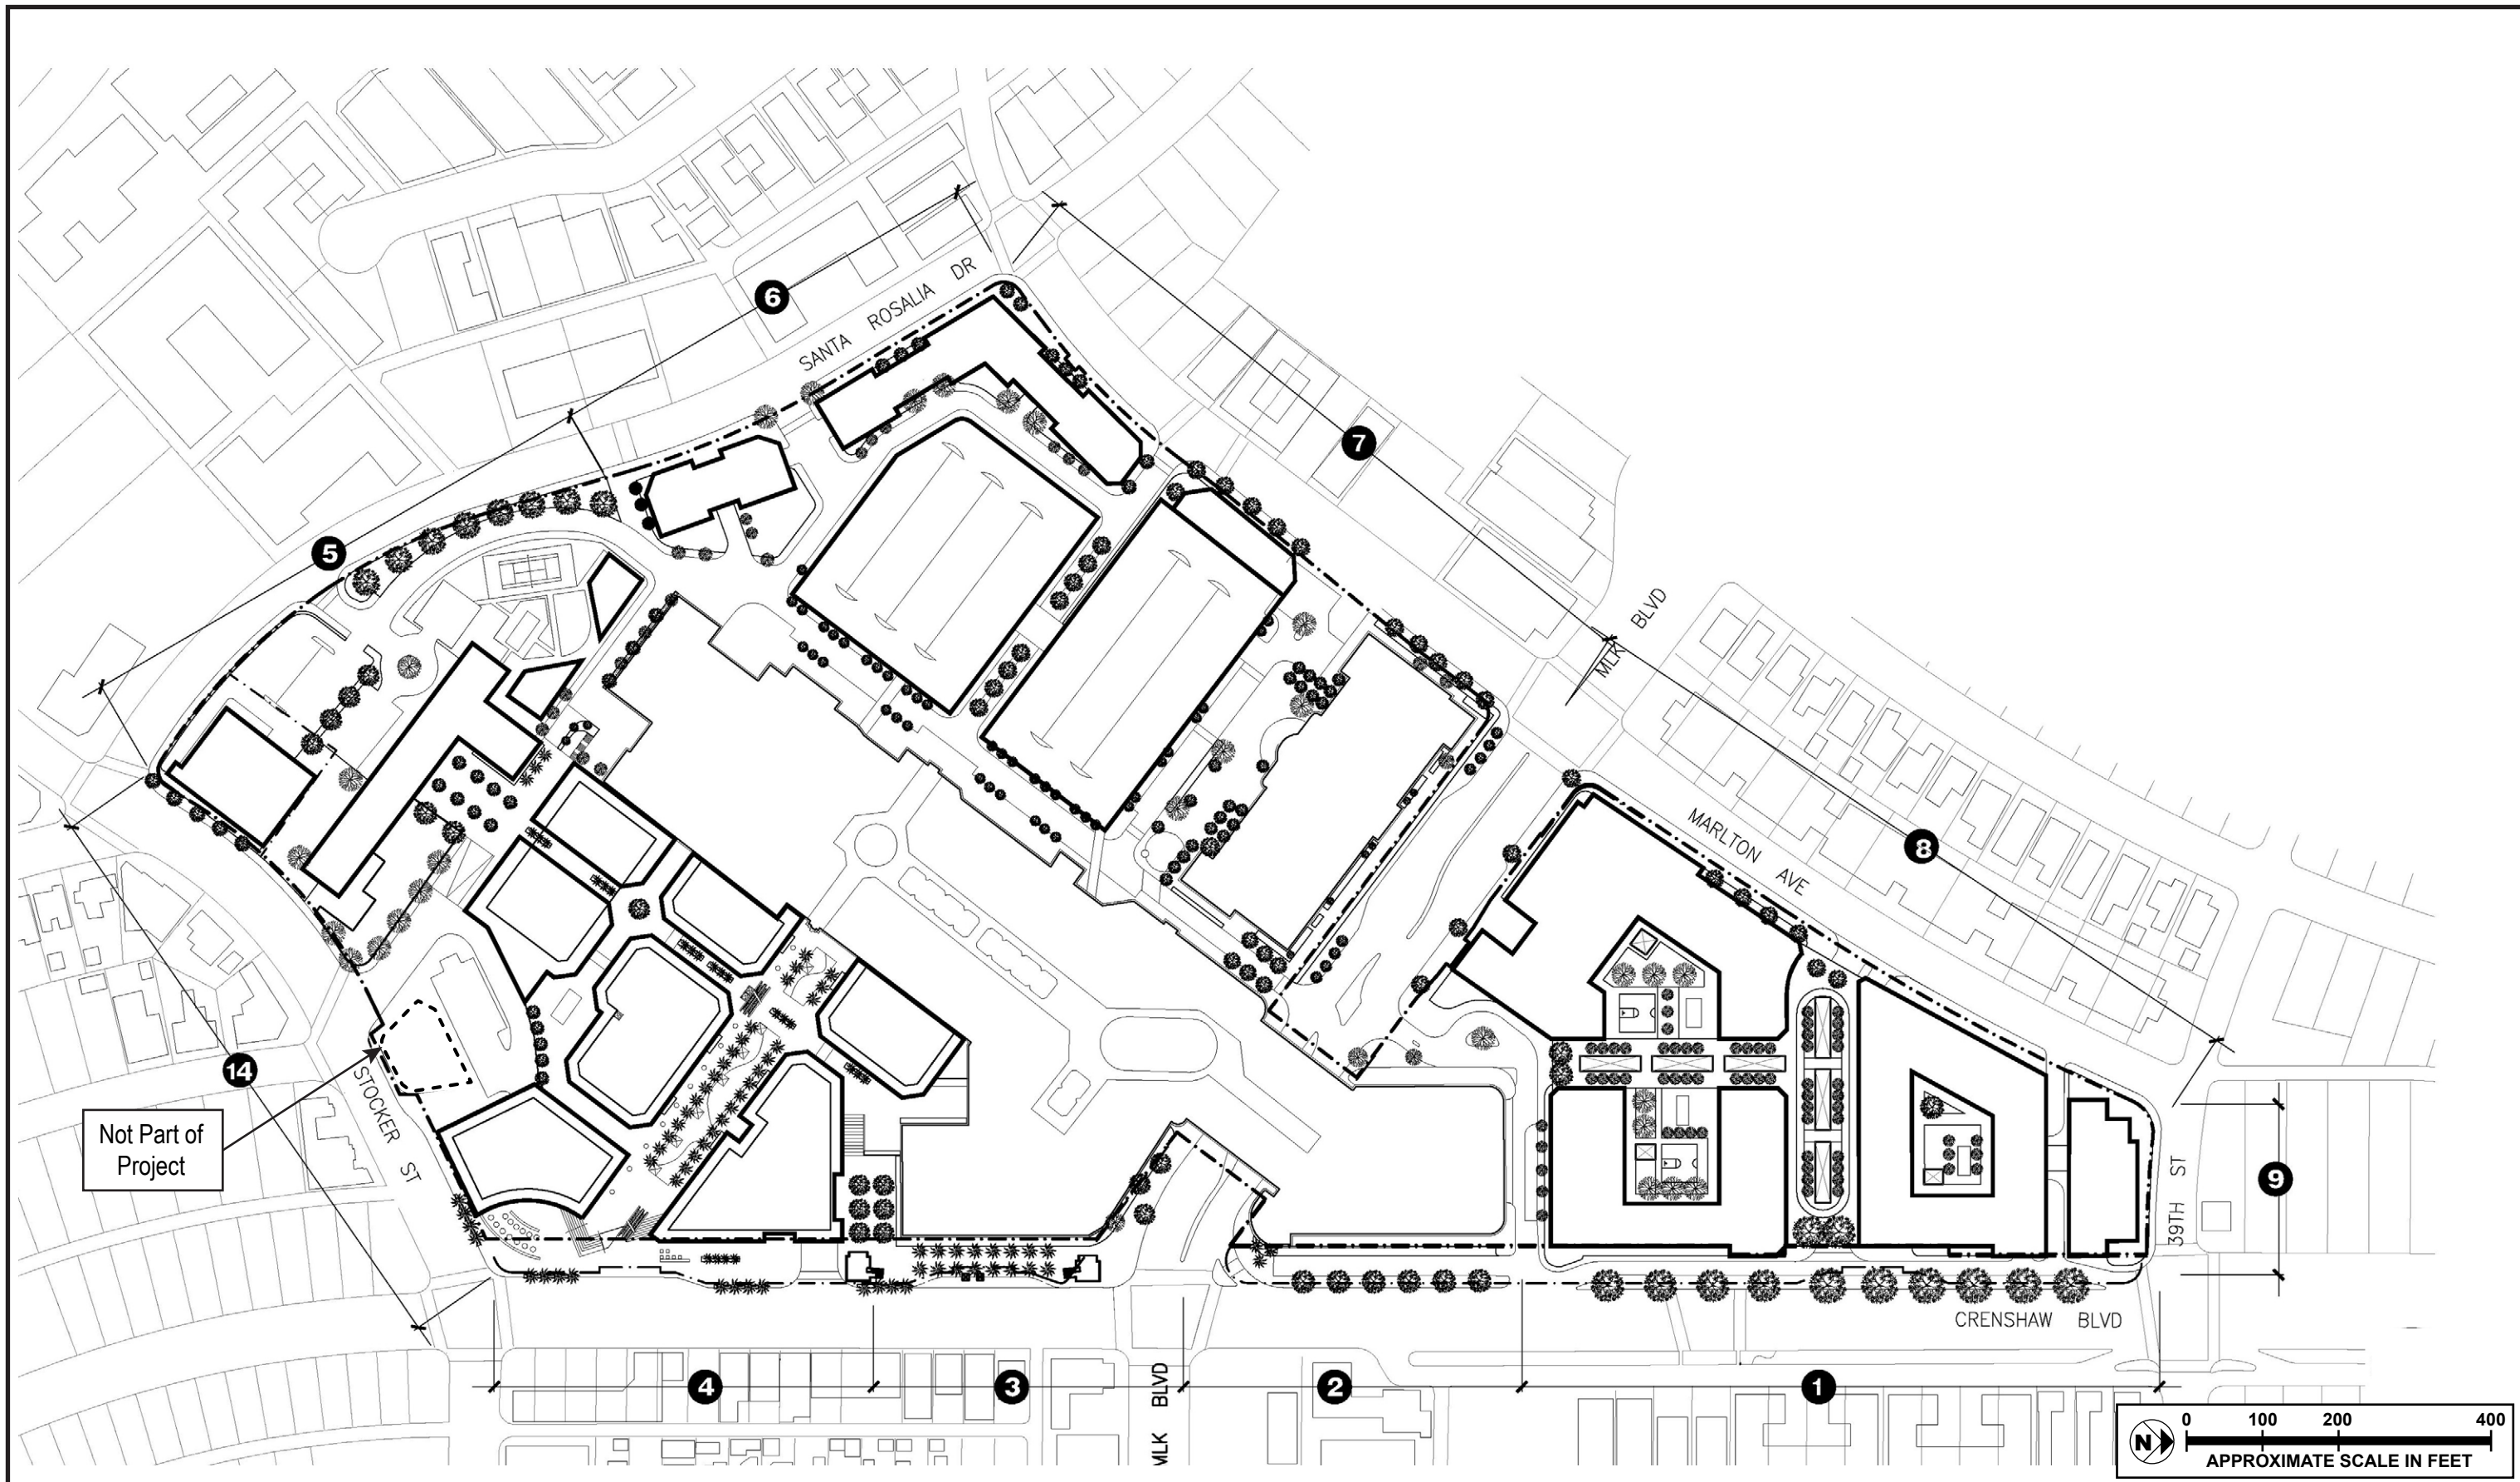 6
SANTA ROSALIA DR
7
5
MLK BLVD
MARLTON AVE
8
14
Not Part of
Project
STOCKER ST
39TH ST
9
CRENSHAW BLVD
4
3
MLK BLVD
2
1
N
0 100 200 400
APPROXIMATE SCALE IN FEET